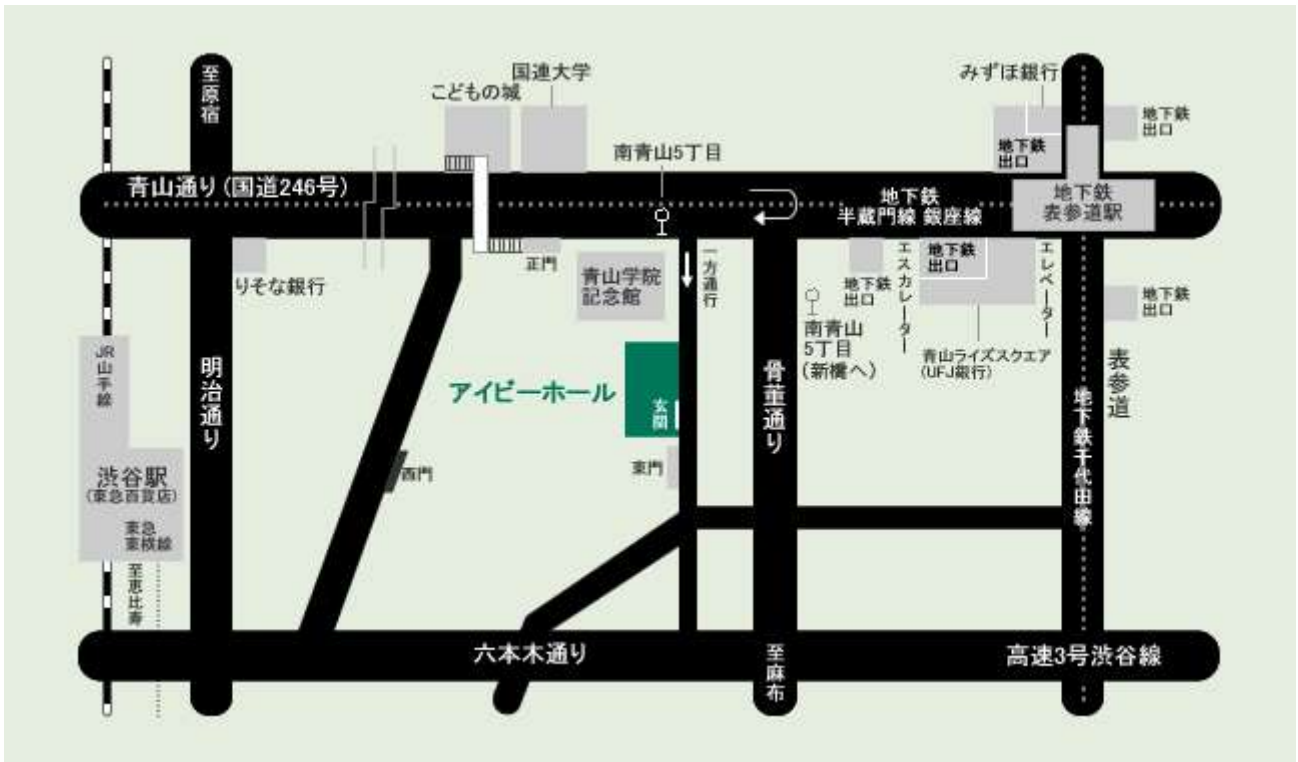 至原宿
こどもの城
国連大学
南青山5丁目
みずほ銀行
地下鉄
出口
地下鉄
出口
青山通り(国道246号)
地下鉄
半蔵門線 銀座線
地下鉄
表参道駅
りそな銀行
正門
青山学院
記念館
一方通行
地下鉄
出口
エスカレーター
地下鉄
出口
エレベーター
地下鉄
出口
南青山
5丁目
(新橋へ)
青山ライズスクエア
(UFJ銀行)
表参道
JR山手線
明治通り
アイビーホール
玄関
骨董通り
地下鉄千代田線
渋谷駅
(東急百貨店)
東急
東横線
西門
東門
至恵比寿
六本木通り
至麻布
高速3号渋谷線